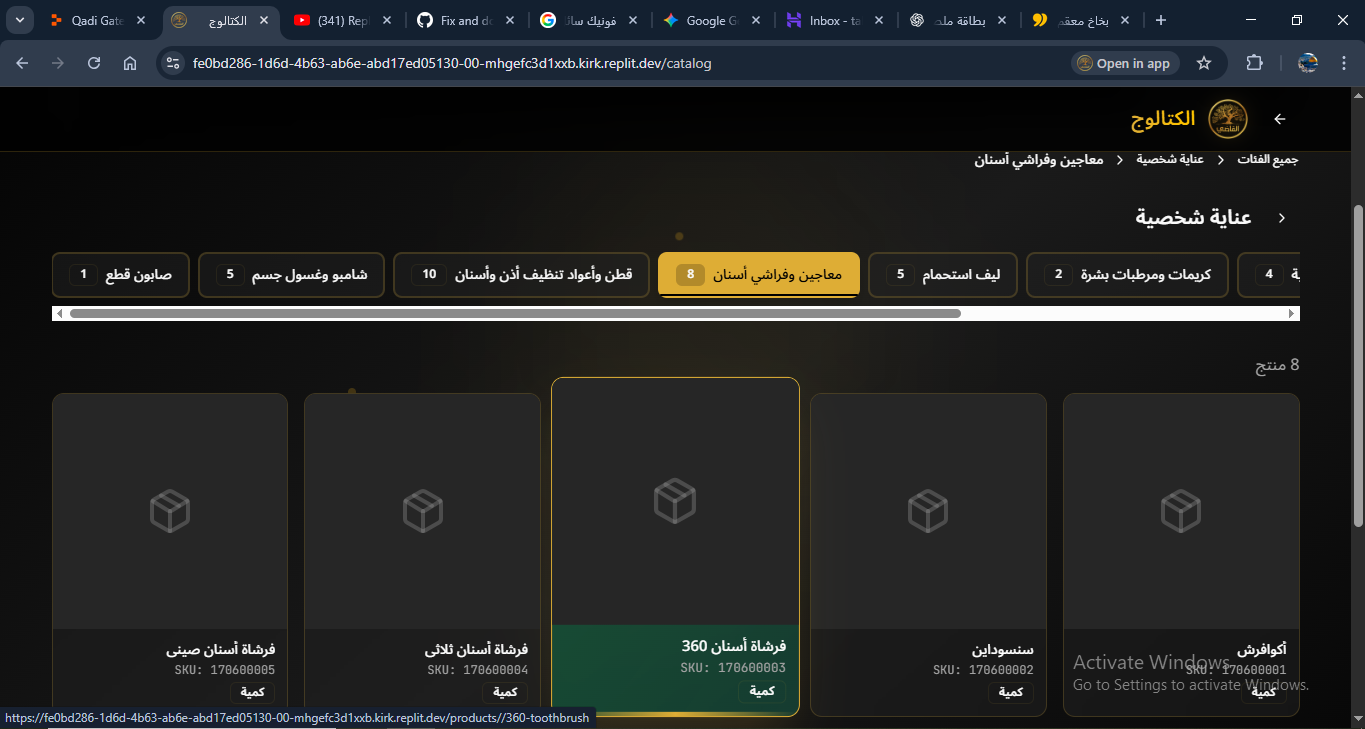 Qadi Gate
الكتالوج
(341) Repl
Fix and do
فونيك سان
Google G
Inbox - ta
بطاقة ملص
بخاخ معقم
fe0bd286-1d6d-4b63-ab6e-abd17ed05130-00-mhgefc3d1xxb.kirk.replit.dev/catalog
Open in app
القاضي
الكتالوج
جميع الفئات
عناية شخصية
معاجين وفراشي أسنان
عناية شخصية
ية 4
كريمات ومرطبات بشرة 2
ليف استحمام 5
معاجين وفراشي أسنان 8
قطن وأعواد تنظيف أذن وأسنان 10
شامبو وغسول جسم 5
صابون قطع 1
8 منتج
أكوافرش
SKU: 170600001
كمية
سنسوداين
SKU: 170600002
كمية
فرشاة أسنان 360
SKU: 170600003
كمية
فرشاة أسنان ثلاثى
SKU: 170600004
كمية
فرشاة أسنان صينى
SKU: 170600005
كمية
Activate Windows
Go to Settings to activate Windows.
https://fe0bd286-1d6d-4b63-ab6e-abd17ed05130-00-mhgefc3d1xxb.kirk.replit.dev/products//360-toothbrush